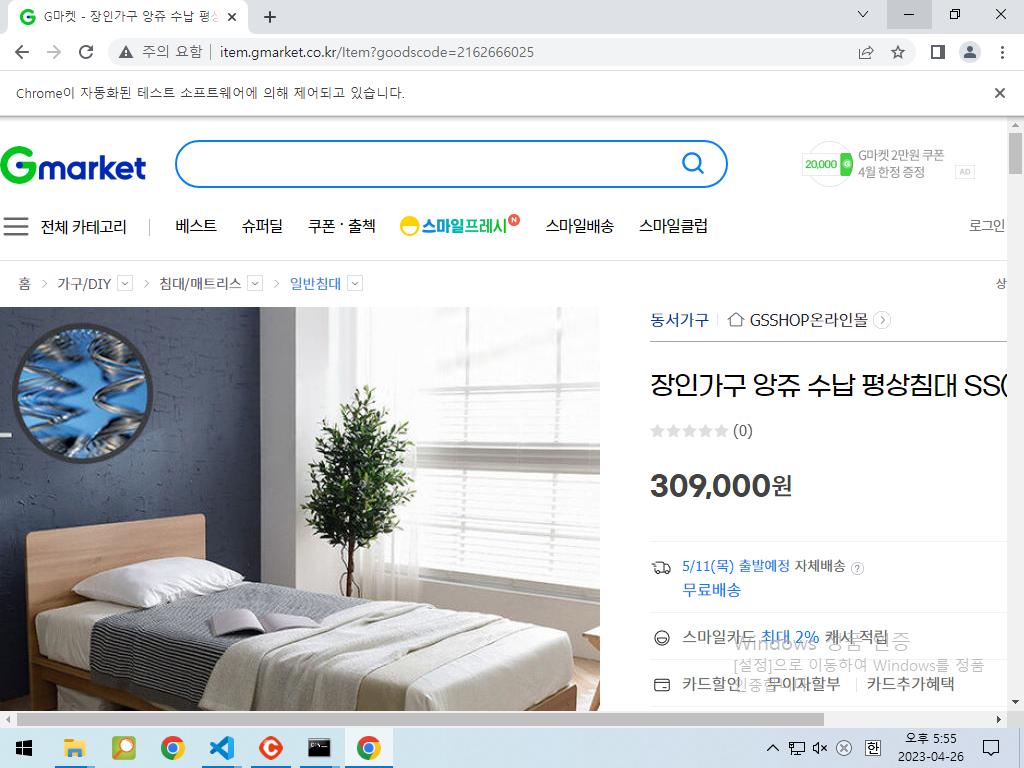 G마켓 - 장인가구 앙쥬 수납 평상
주의 요함 item.gmarket.co.kr/Item?goodscode=2162666025
Chrome이 자동화된 테스트 소프트웨어에 의해 제어되고 있습니다.
Gmarket
20,000 G
G마켓 2만원 쿠폰
4월 한정 증정
AD
전체 카테고리 베스트 슈퍼딜 쿠폰·출첵 스마일프레시 N 스마일배송 스마일클럽 로그인
홈 > 가구/DIY > 침대/매트리스 > 일반침대 상
동서가구 GSSHOP온라인몰
장인가구 앙쥬 수납 평상침대 SS(
(0)
309,000원
5/11(목) 출발예정 자체배송 ?
무료배송
스마일카드 최대 2% 캐시 적립
Windows 정품 인증
[설정]으로 이동하여 Windows를 정품
카드할인 무이자할부 카드추가혜택
한
오후 5:55
2023-04-26